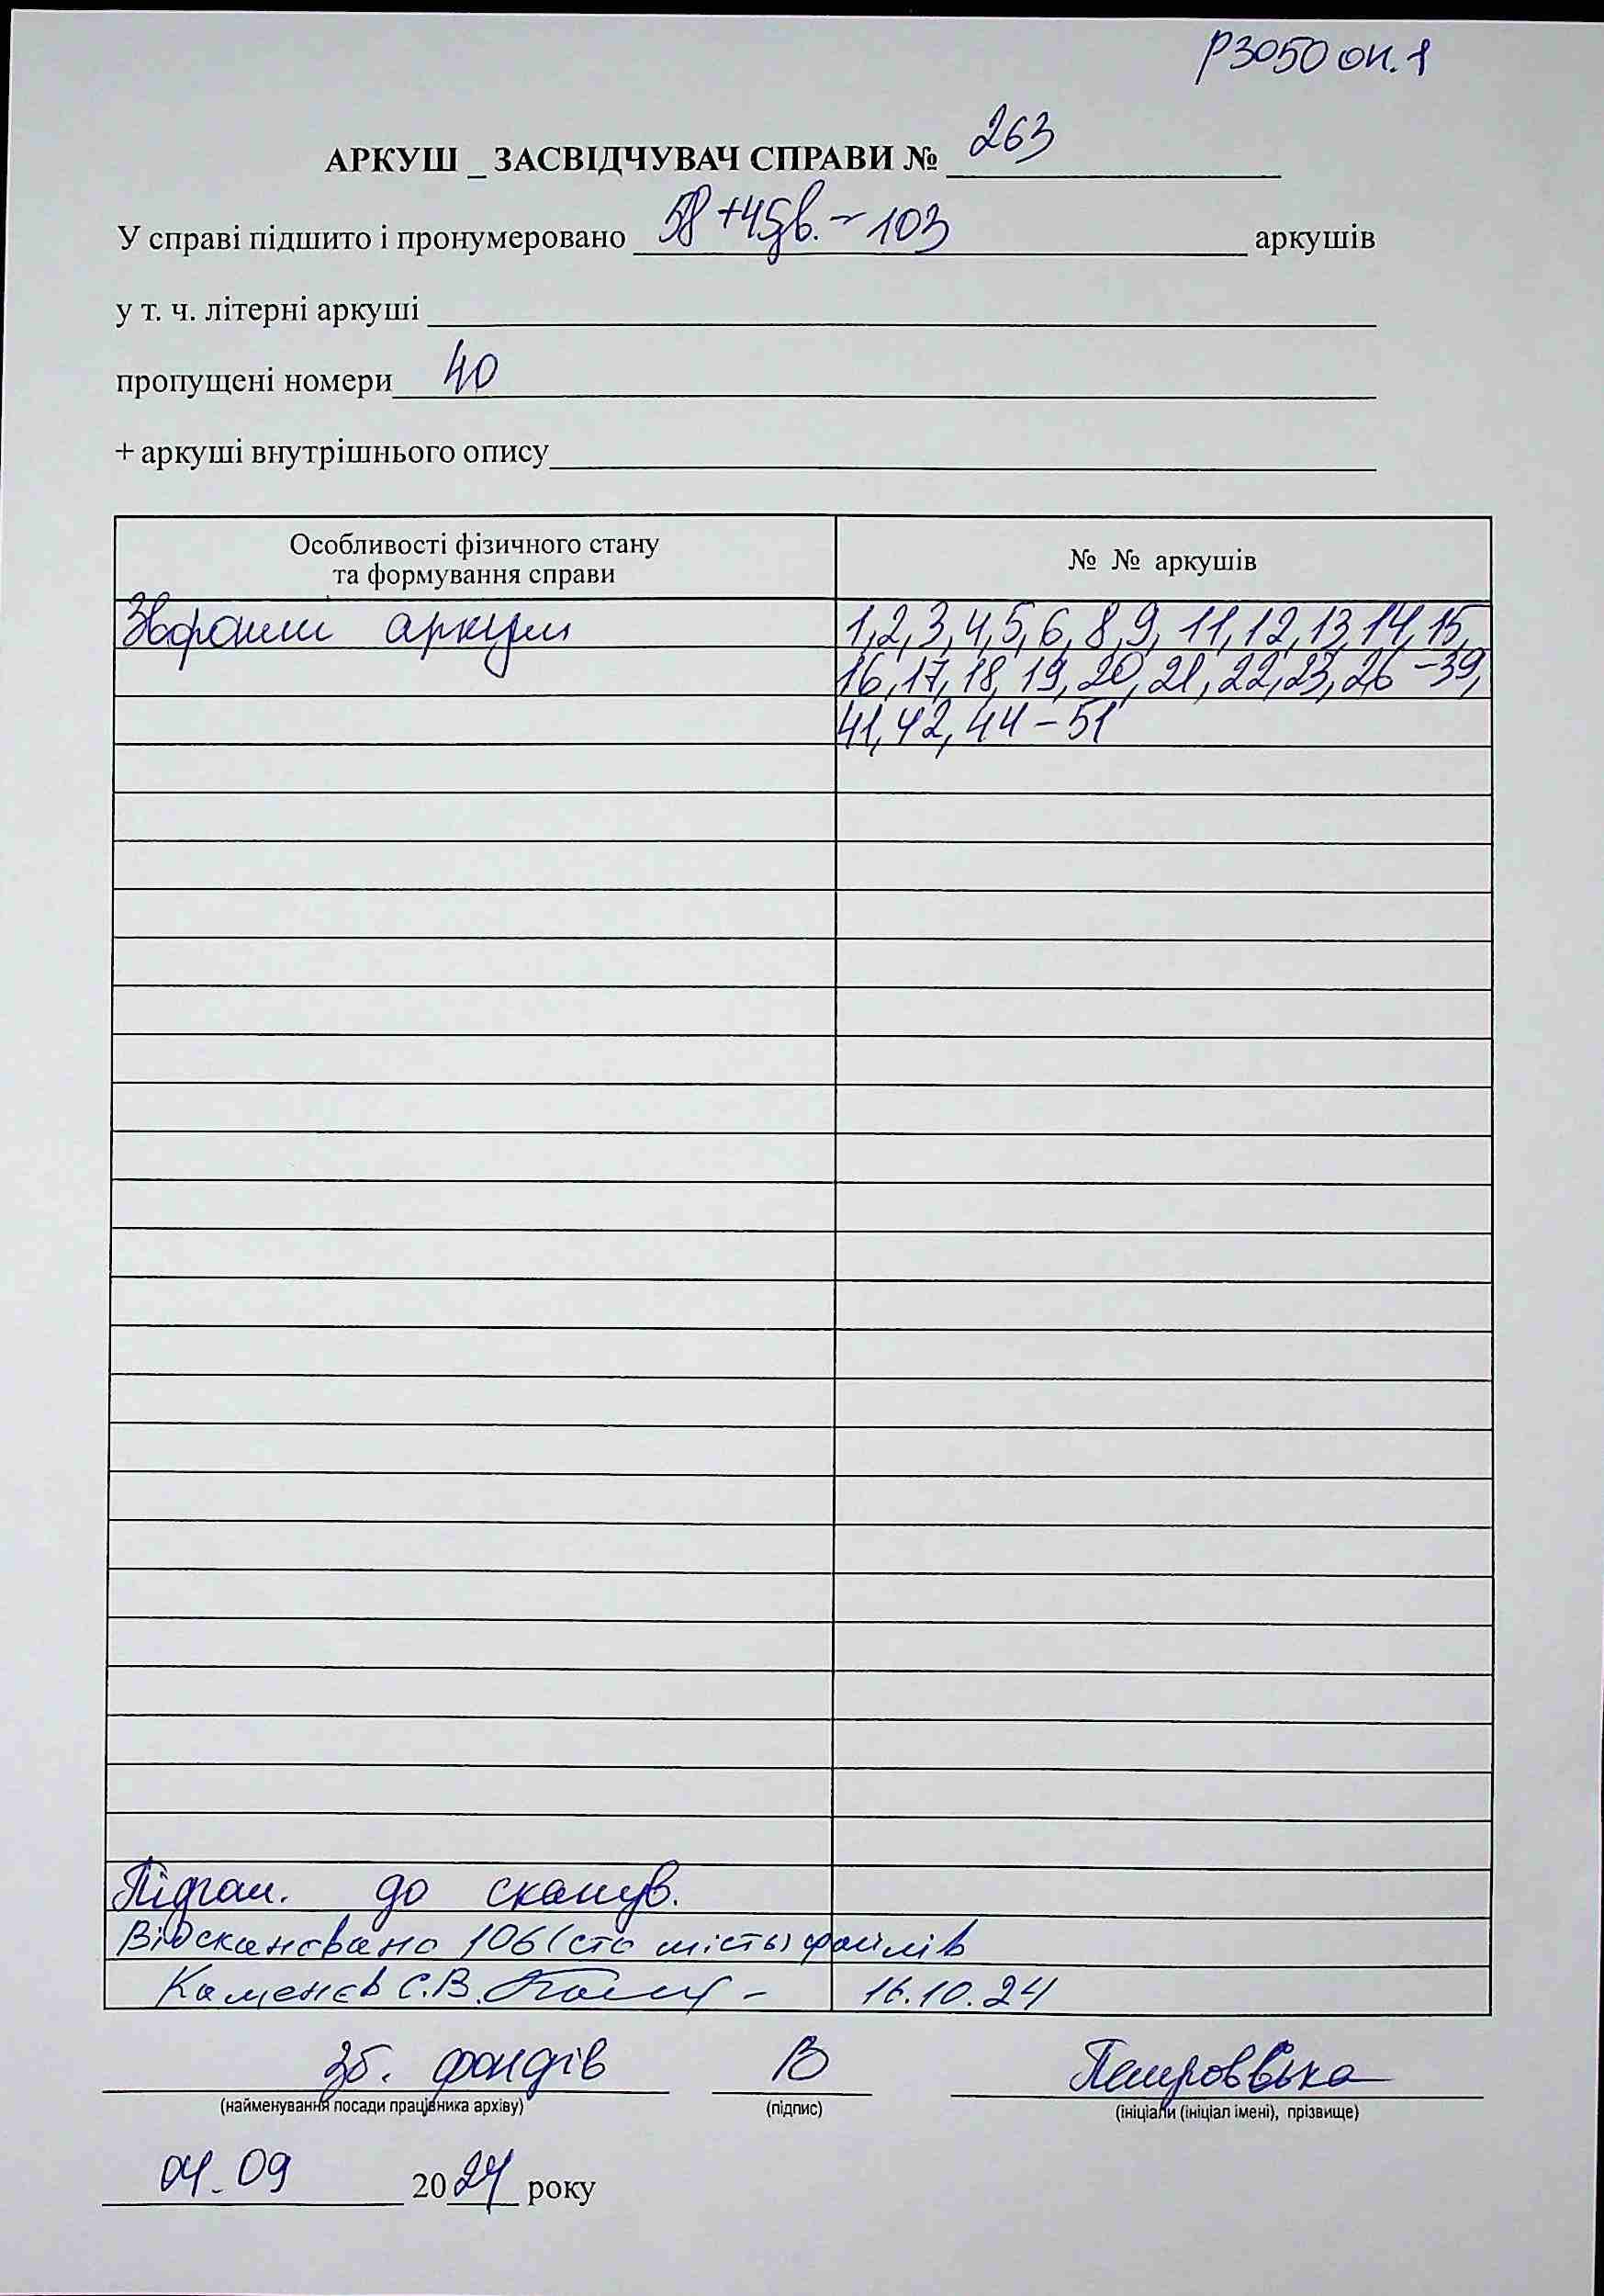 Р3050 оп.1
АРКУШ _ ЗАСВІДЧУВАЧ СПРАВИ № 263
У справі підшито і пронумеровано 58+45дв. – 103 аркушів
у т. ч. літерні аркуші
пропущені номери 40
+ аркуші внутрішнього опису
Особливості фізичного стану
та формування справи
№ № аркушів
Зворотні аркуші 1,2,3,4,5,6,8,9,11,12,13,14,15,
16,17,18,19,20,21,22,23,26-39,
41,42,44-51
Підгот. до сканув.
Відскановано 106 (сто шість) файлів
Каменєв С.В. – 16.10.24
зб. фондів В Петровська
(найменування посади працівника архіву) (підпис) (ініціали (ініціал імені), прізвище)
04.09 2024 року